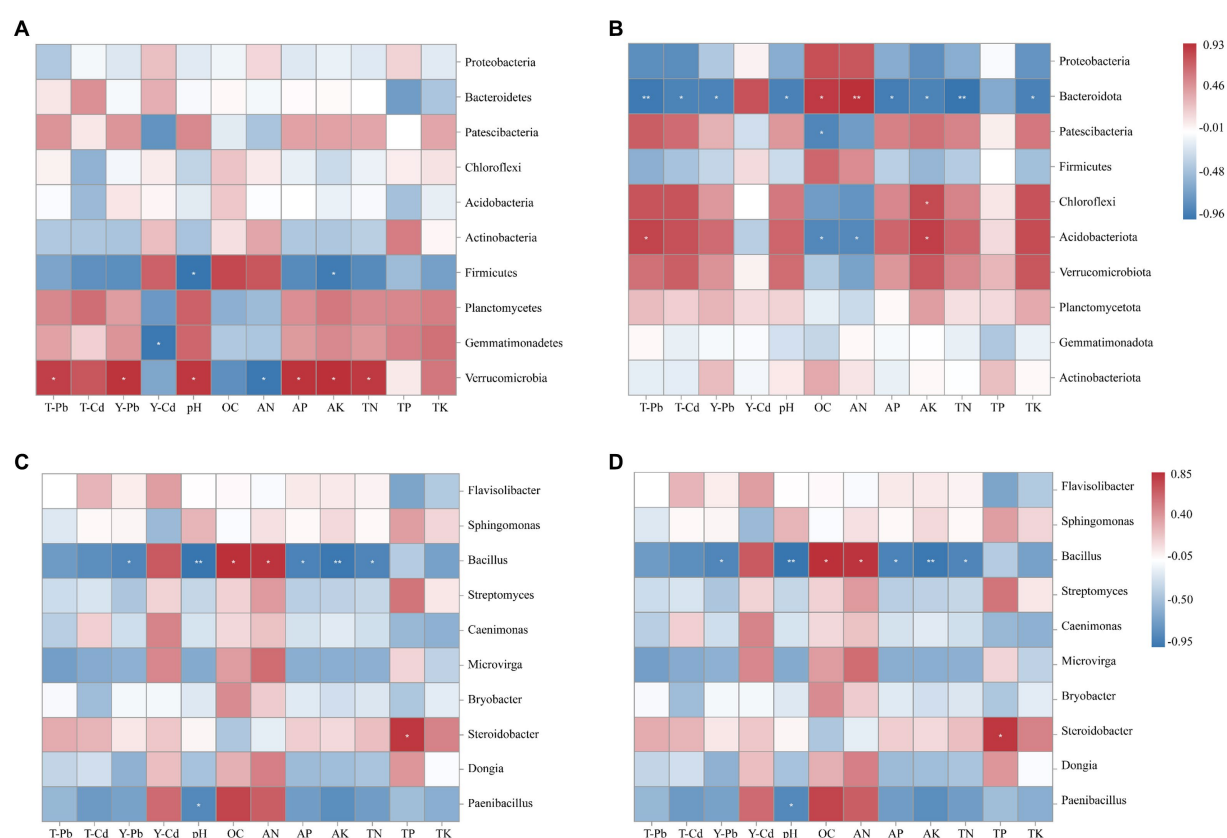 A
Proteobacteria
Bacteroidetes
Patescibacteria
Chloroflexi
Acidobacteria
Actinobacteria
Firmicutes
* *
Planctomycetes
Gemmatimonadetes
*
Verrucomicrobia
* * * * * * *
T-Pb T-Cd Y-Pb Y-Cd pH OC AN AP AK TN TP TK
B
Proteobacteria
Bacteroidota
** * * * * ** * * ** *
Patescibacteria
*
Firmicutes
Chloroflexi
*
Acidobacteriota
* * * *
Verrucomicrobiota
Planctomycetota
Gemmatimonadota
Actinobacteriota
T-Pb T-Cd Y-Pb Y-Cd pH OC AN AP AK TN TP TK
0.93
0.46
-0.01
-0.48
-0.96
C
Flavisolibacter
Sphingomonas
Bacillus
* ** * * * ** *
Streptomyces
Caenimonas
Microvirga
Bryobacter
Steroidobacter
*
Dongia
Paenibacillus
*
T-Pb T-Cd Y-Pb Y-Cd pH OC AN AP AK TN TP TK
D
Flavisolibacter
Sphingomonas
Bacillus
* ** * * * ** *
Streptomyces
Caenimonas
Microvirga
Bryobacter
Steroidobacter
*
Dongia
Paenibacillus
*
T-Pb T-Cd Y-Pb Y-Cd pH OC AN AP AK TN TP TK
0.85
0.40
-0.05
-0.50
-0.95